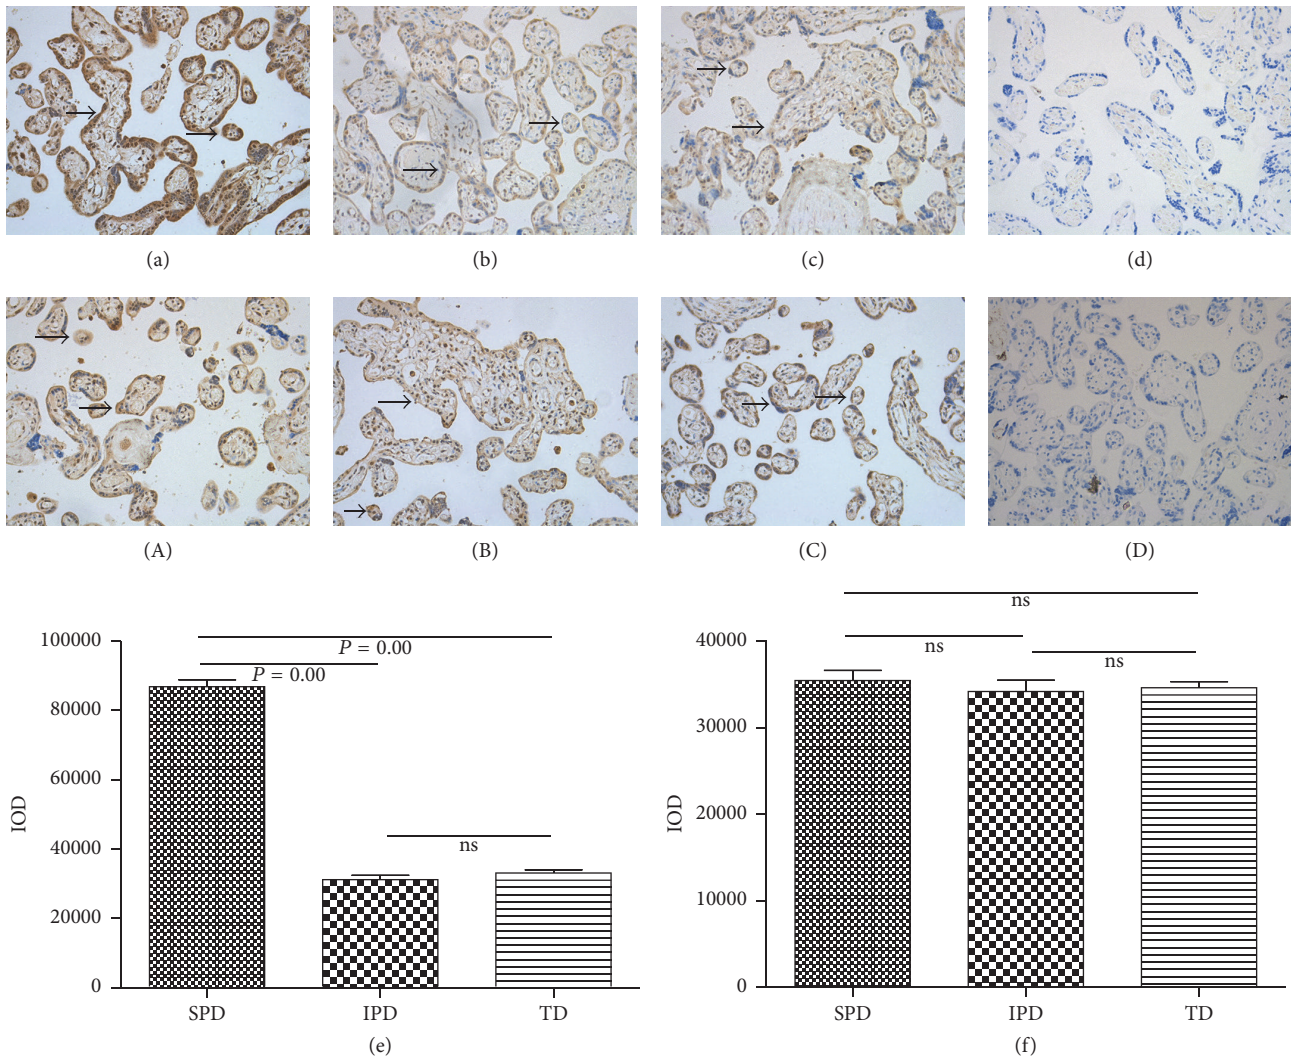 (a) (b) (c) (d)
(A) (B) (C) (D)
100000
80000
60000
40000
20000
0
IOD
P = 0.00
P = 0.00
ns
SPD IPD TD
(e)
40000
30000
20000
10000
0
IOD
ns
ns ns
SPD IPD TD
(f)